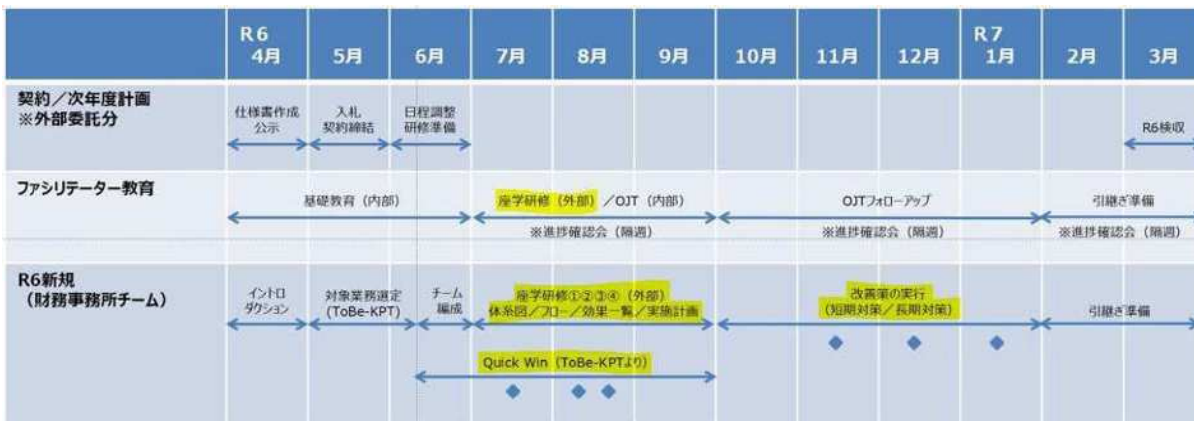 R6
4月 5月 6月 7月 8月 9月 10月 11月 12月
R7
1月 2月 3月
契約／次年度計画
※外部委託分
仕様書作成
公示
入札
契約締結
日程調整
研修準備
R6検収
ファシリテーター教育
基礎教育（内部）
座学研修（外部）／OJT（内部）
※進捗確認会（隔週）
OJTフォローアップ
※進捗確認会（隔週）
引継ぎ準備
※進捗確認会（隔週）
R6新規
（財務事務所チーム）
イントロ
ダクション
対象業務選定
(ToBe-KPT)
チーム
編成
座学研修①②③④（外部）
体系図／フロー／効果一覧／実施計画
改善策の実行
(短期対策／長期対策)
引継ぎ準備
Quick Win（ToBe-KPTより）